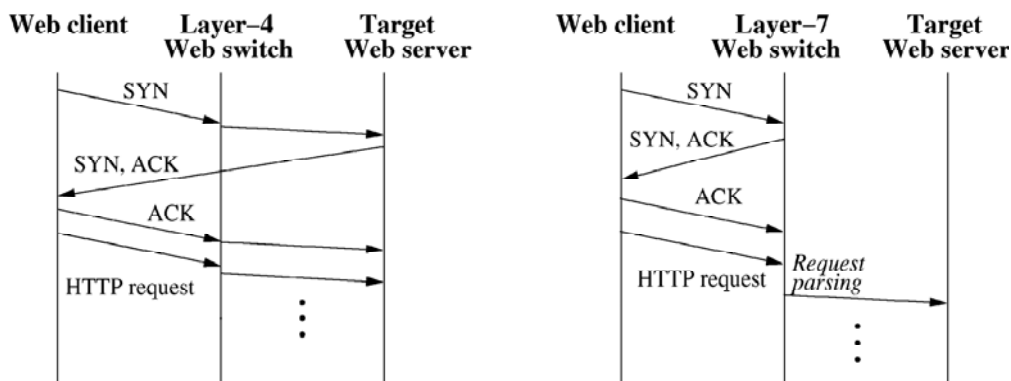 Web client Layer–4 Target
Web switch Web server
SYN
SYN, ACK
ACK
HTTP request
Web client Layer–7 Target
Web switch Web server
SYN
SYN, ACK
ACK
HTTP request Request
parsing